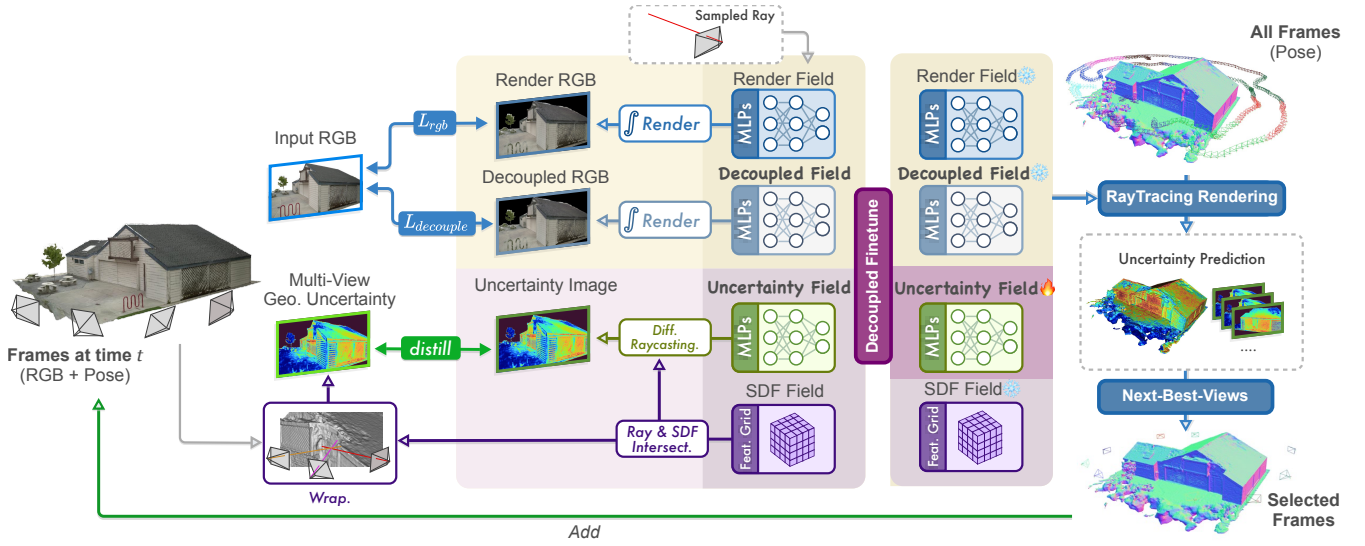 Sampled Ray
All Frames
(Pose)
Render RGB
Render Field
Render Field
Input RGB
L_rgb
∫ Render
MLPs
MLPs
Decoupled RGB
Decoupled Field
Decoupled Field
L_decouple
∫ Render
MLPs
MLPs
RayTracing Rendering
Decoupled Finetune
Multi-View
Geo. Uncertainty
Uncertainty Image
Uncertainty Field
Uncertainty Field
Uncertainty Prediction
distill
Diff.
Raycasting.
MLPs
MLPs
....
Frames at time t
(RGB + Pose)
SDF Field
SDF Field
Next-Best-Views
Ray & SDF
Intersect.
Feat. Grid
Feat. Grid
Wrap.
Selected
Frames
Add